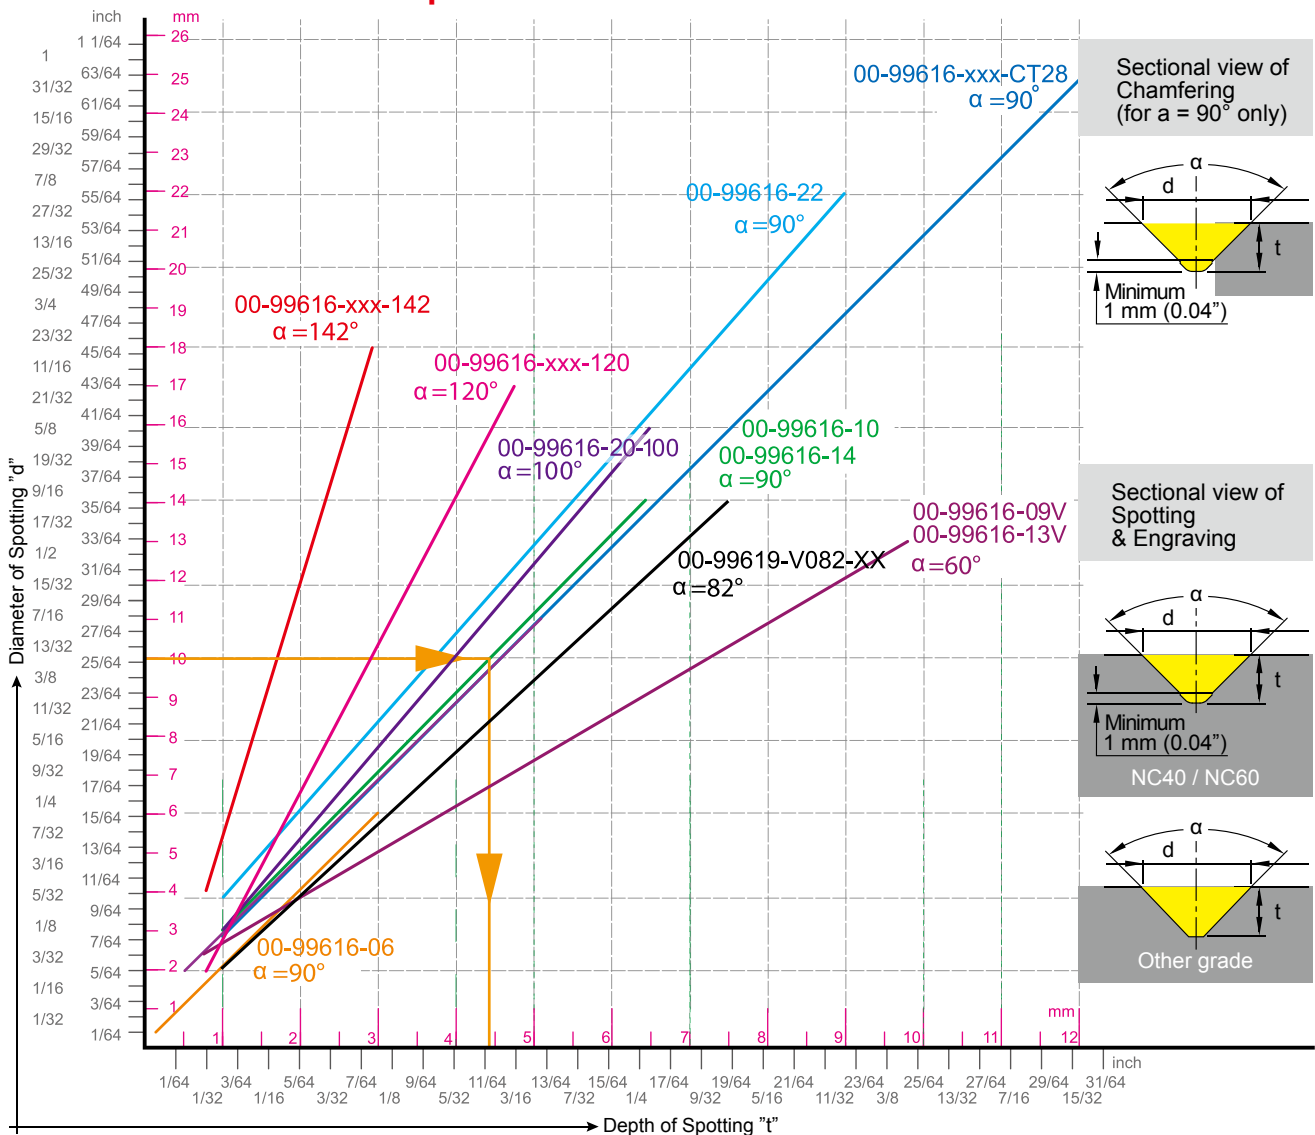 inch
mm
1 1/64
1
63/64
31/32
61/64
15/16
59/64
29/32
57/64
7/8
55/64
27/32
53/64
13/16
51/64
25/32
49/64
3/4
47/64
23/32
45/64
11/16
43/64
21/32
41/64
5/8
39/64
19/32
37/64
9/16
35/64
17/32
33/64
1/2
31/64
15/32
29/64
7/16
27/64
13/32
25/64
3/8
23/64
11/32
21/64
5/16
19/64
9/32
17/64
1/4
15/64
7/32
13/64
3/16
11/64
5/32
9/64
1/8
7/64
3/32
5/64
1/16
3/64
1/32
1/64
26
25
24
23
22
21
20
19
18
17
16
15
14
13
12
11
10
9
8
7
6
5
4
3
2
1
Diameter of Spotting "d"
00-99616-xxx-CT28
α=90°
00-99616-22
α=90°
00-99616-xxx-142
α=142°
00-99616-xxx-120
α=120°
00-99616-20-100
α=100°
00-99616-10
00-99616-14
α=90°
00-99616-09V
00-99616-13V
α=60°
00-99619-V082-XX
α=82°
00-99616-06
α=90°
mm
1 2 3 4 5 6 7 8 9 10 11 12
inch
1/64 3/64 5/64 7/64 9/64 11/64 13/64 15/64 17/64 19/64 21/64 23/64 25/64 27/64 29/64 31/64
1/32 1/16 3/32 1/8 5/32 3/16 7/32 1/4 9/32 5/16 11/32 3/8 13/32 7/16 15/32
Depth of Spotting "t"
Sectional view of
Chamfering
(for a = 90° only)
α
d
t
Minimum
1 mm (0.04")
Sectional view of
Spotting
& Engraving
α
d
t
Minimum
1 mm (0.04")
NC40 / NC60
α
d
t
Other grade